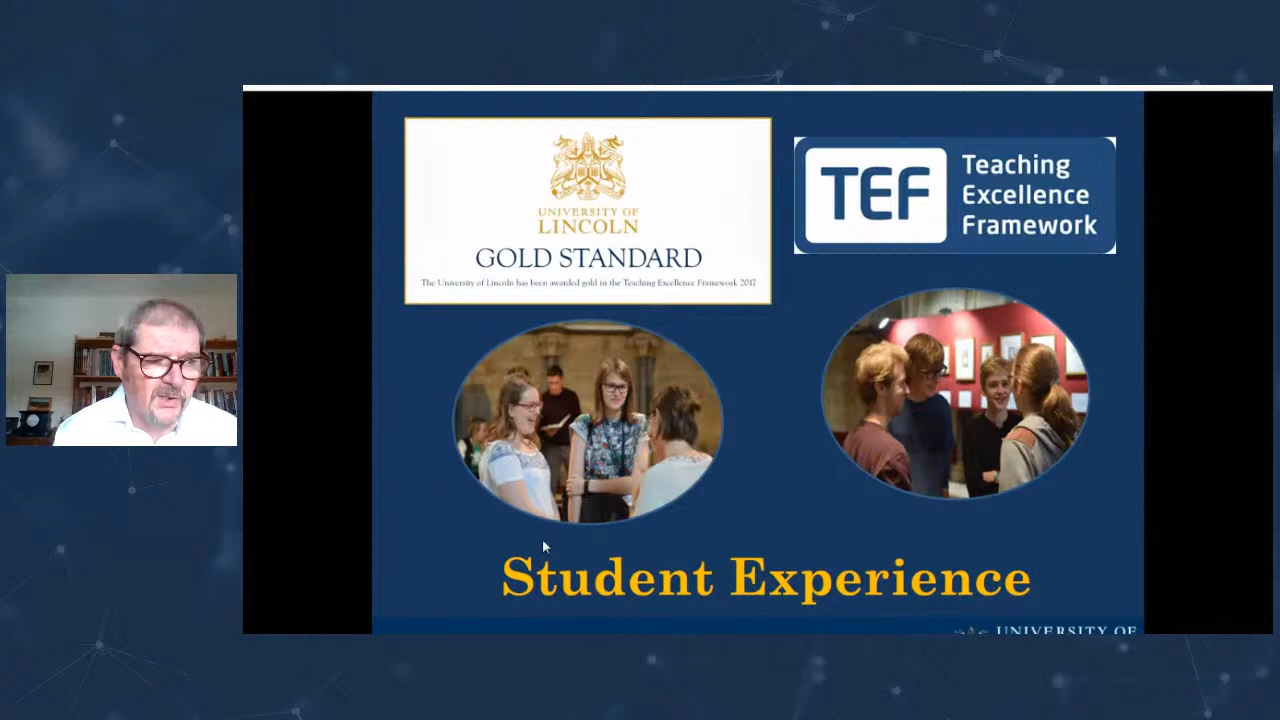 UNIVERSITY OF
LINCOLN
GOLD STANDARD
The University of Lincoln has been awarded gold in the Teaching Excellence Framework 2017
TEF
Teaching
Excellence
Framework
Student Experience
UNIVERSITY OF